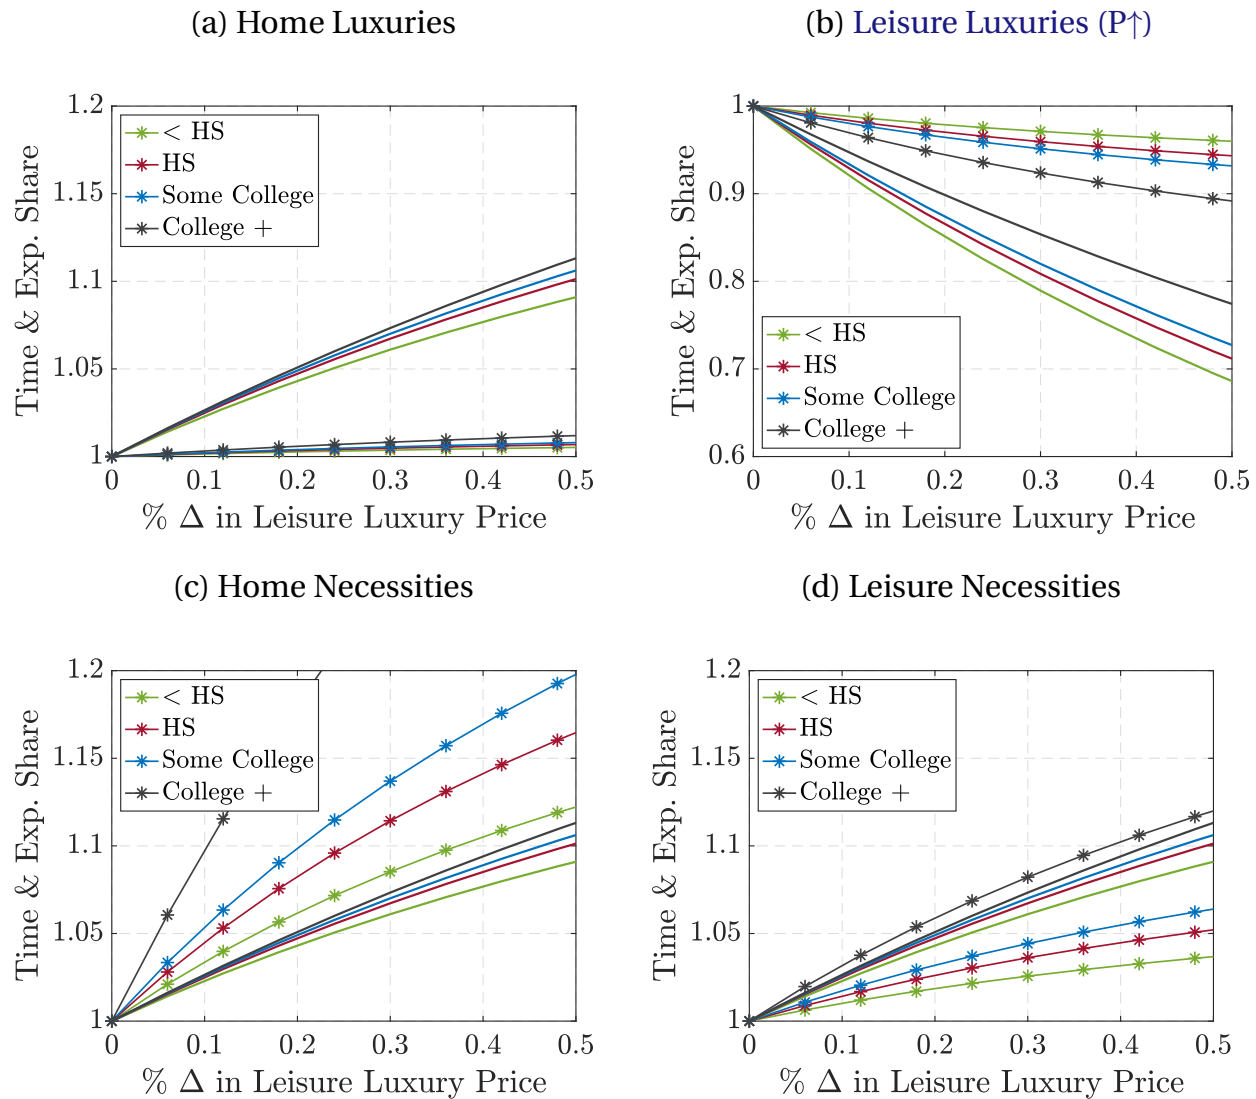 (a) Home Luxuries
1.2
1.15
1.1
1.05
1
Time & Exp. Share
< HS
HS
Some College
College +
0 0.1 0.2 0.3 0.4 0.5
% Δ in Leisure Luxury Price
(b) Leisure Luxuries (P↑)
1
0.9
0.8
0.7
0.6
Time & Exp. Share
< HS
HS
Some College
College +
0 0.1 0.2 0.3 0.4 0.5
% Δ in Leisure Luxury Price
(c) Home Necessities
1.2
1.15
1.1
1.05
1
Time & Exp. Share
< HS
HS
Some College
College +
0 0.1 0.2 0.3 0.4 0.5
% Δ in Leisure Luxury Price
(d) Leisure Necessities
1.2
1.15
1.1
1.05
1
Time & Exp. Share
< HS
HS
Some College
College +
0 0.1 0.2 0.3 0.4 0.5
% Δ in Leisure Luxury Price